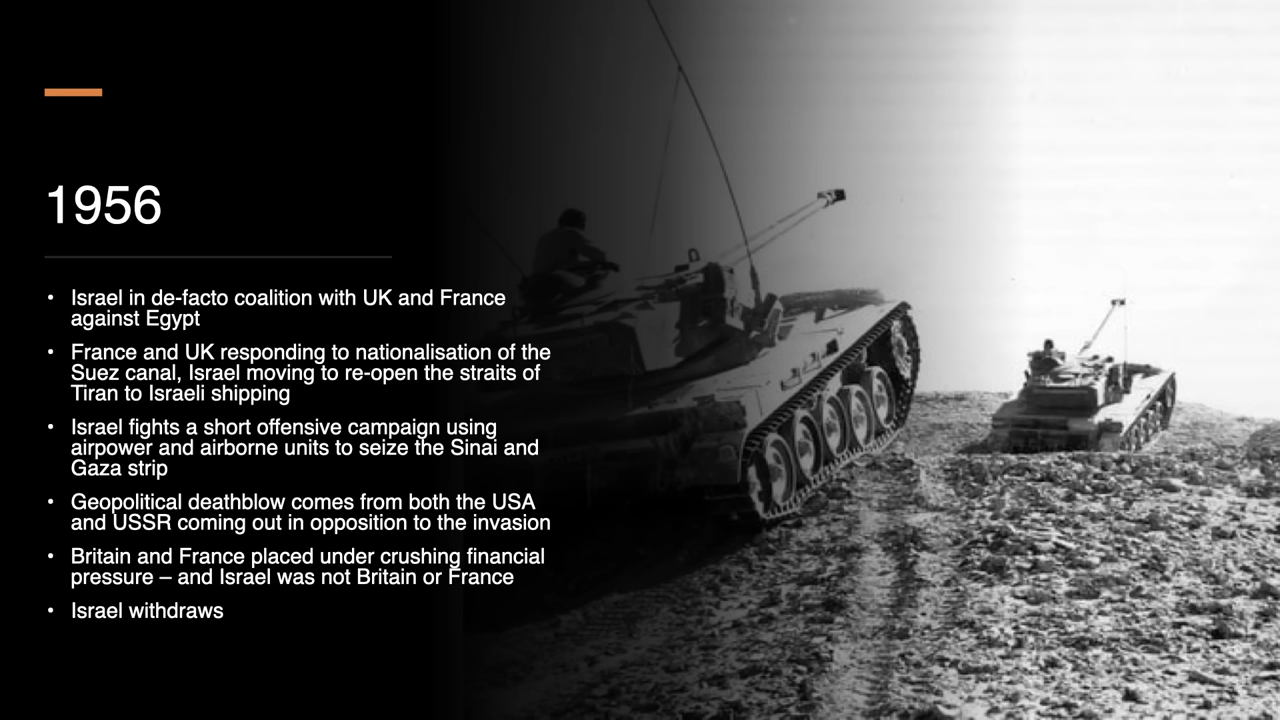 1956
• Israel in de-facto coalition with UK and France
against Egypt
• France and UK responding to nationalisation of the
Suez canal, Israel moving to re-open the straits of
Tiran to Israeli shipping
• Israel fights a short offensive campaign using
airpower and airborne units to seize the Sinai and
Gaza strip
• Geopolitical deathblow comes from both the USA
and USSR coming out in opposition to the invasion
• Britain and France placed under crushing financial
pressure – and Israel was not Britain or France
• Israel withdraws